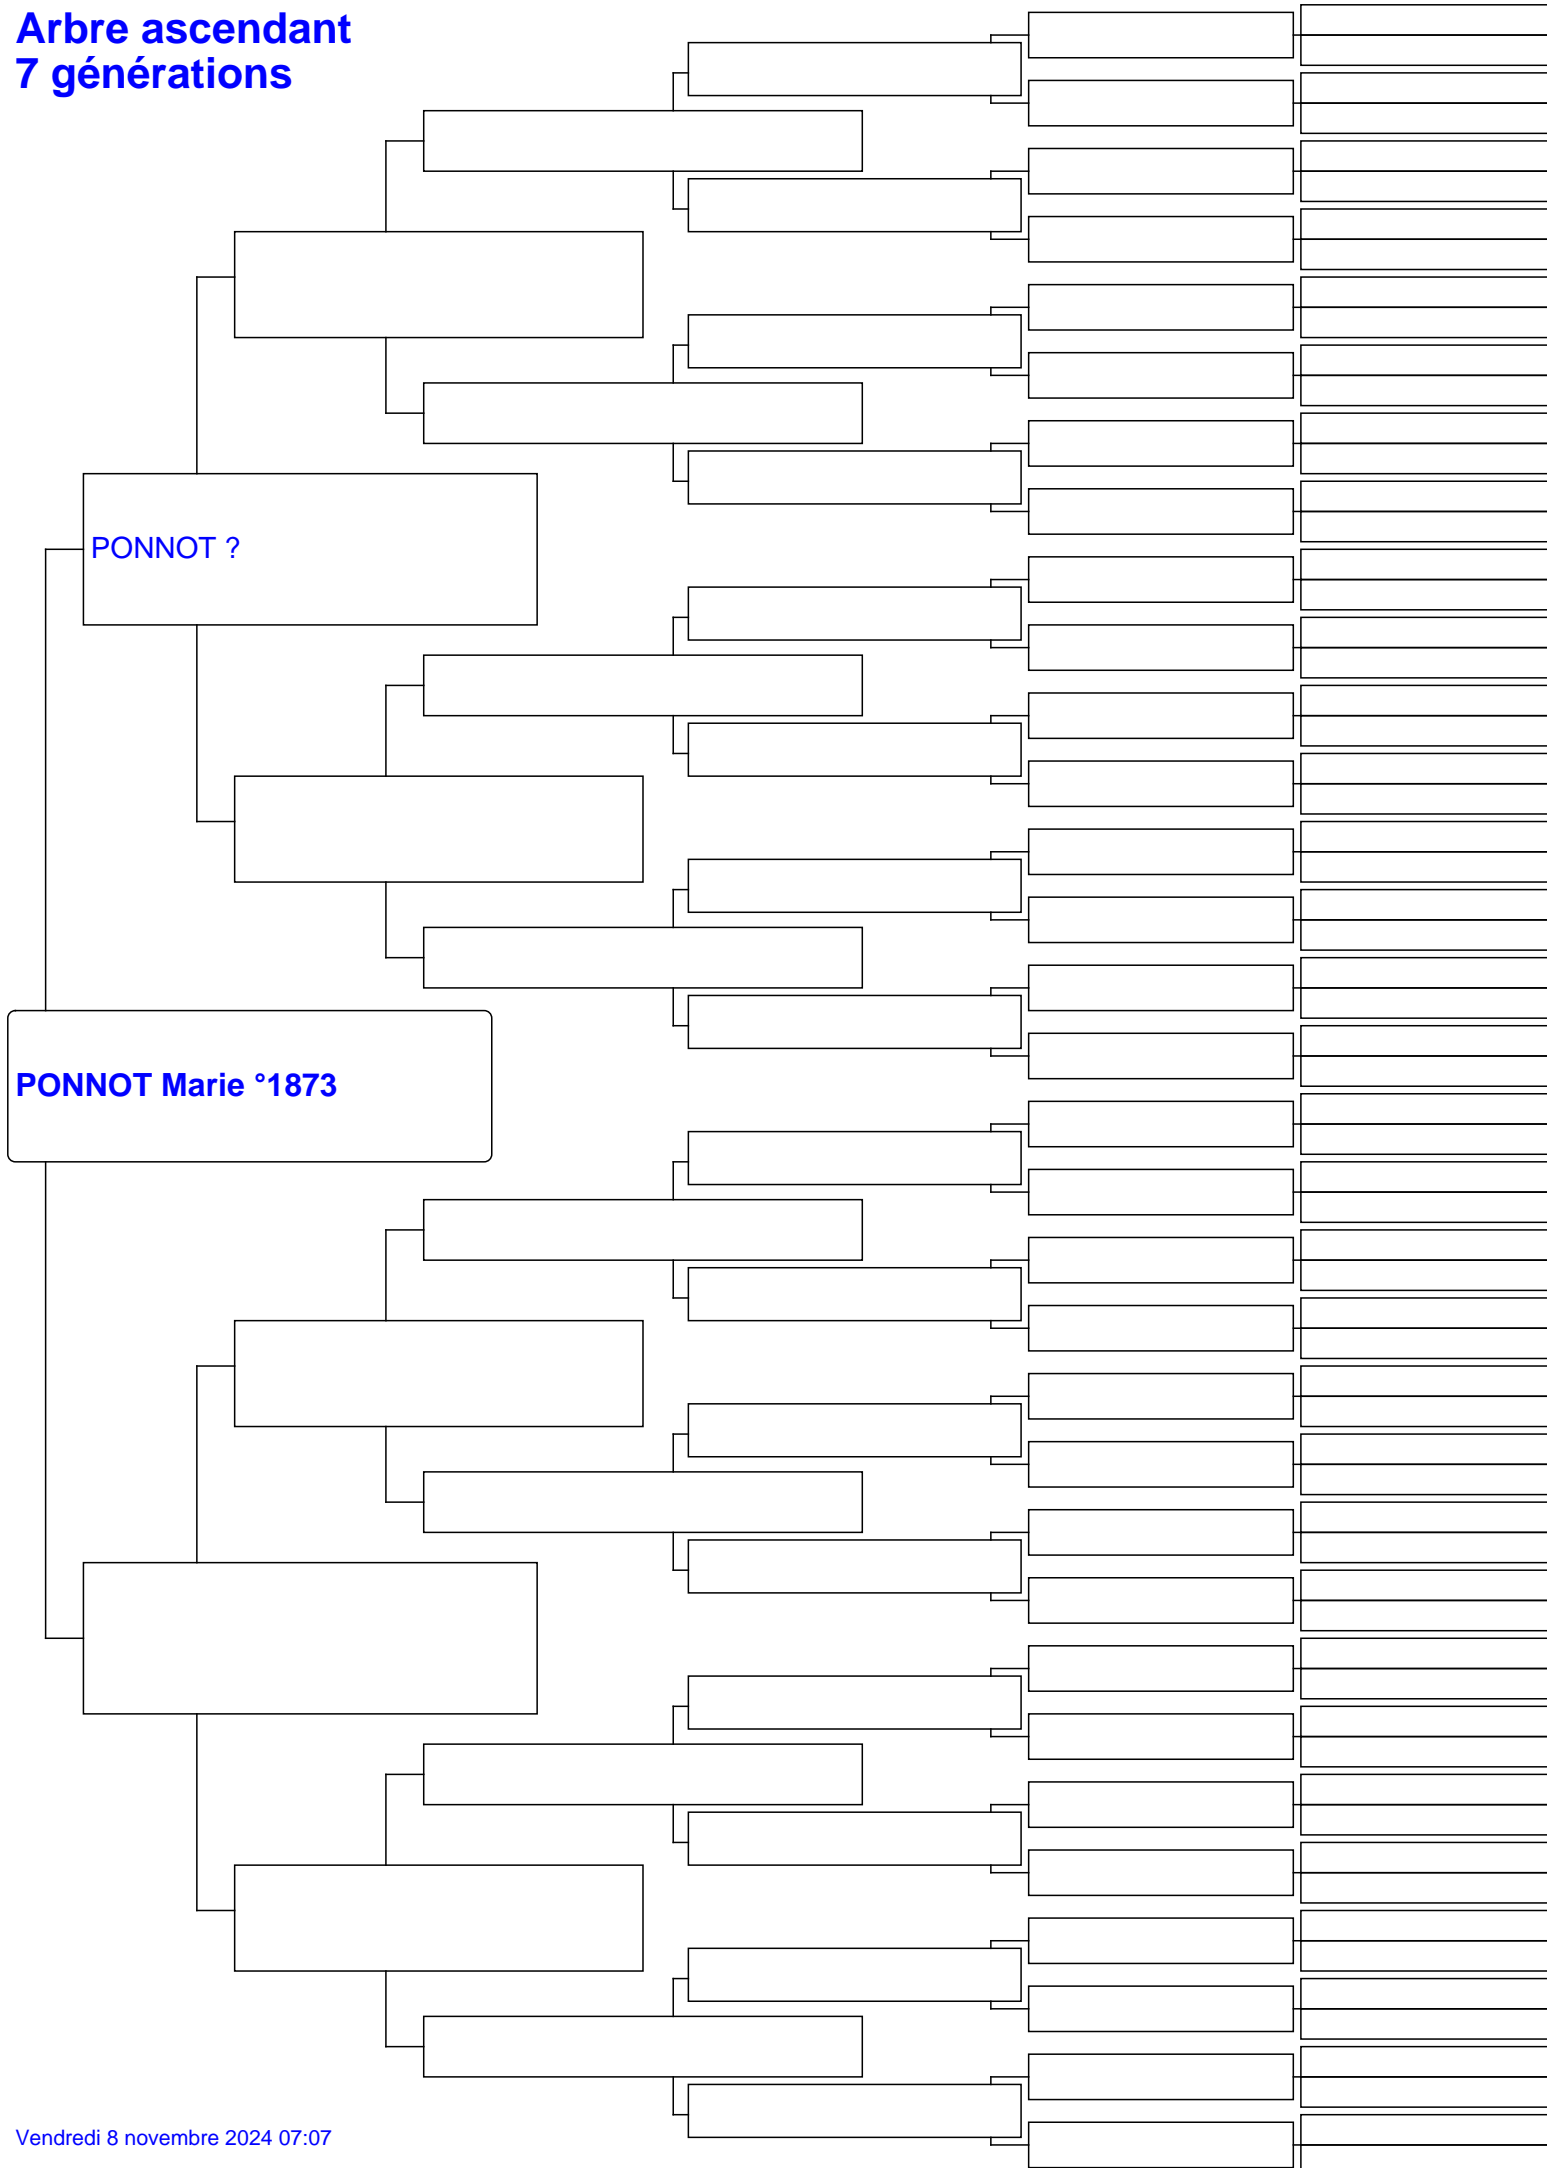 Arbre ascendant
7 générations
PONNOT ?
PONNOT Marie °1873
Vendredi 8 novembre 2024 07:07